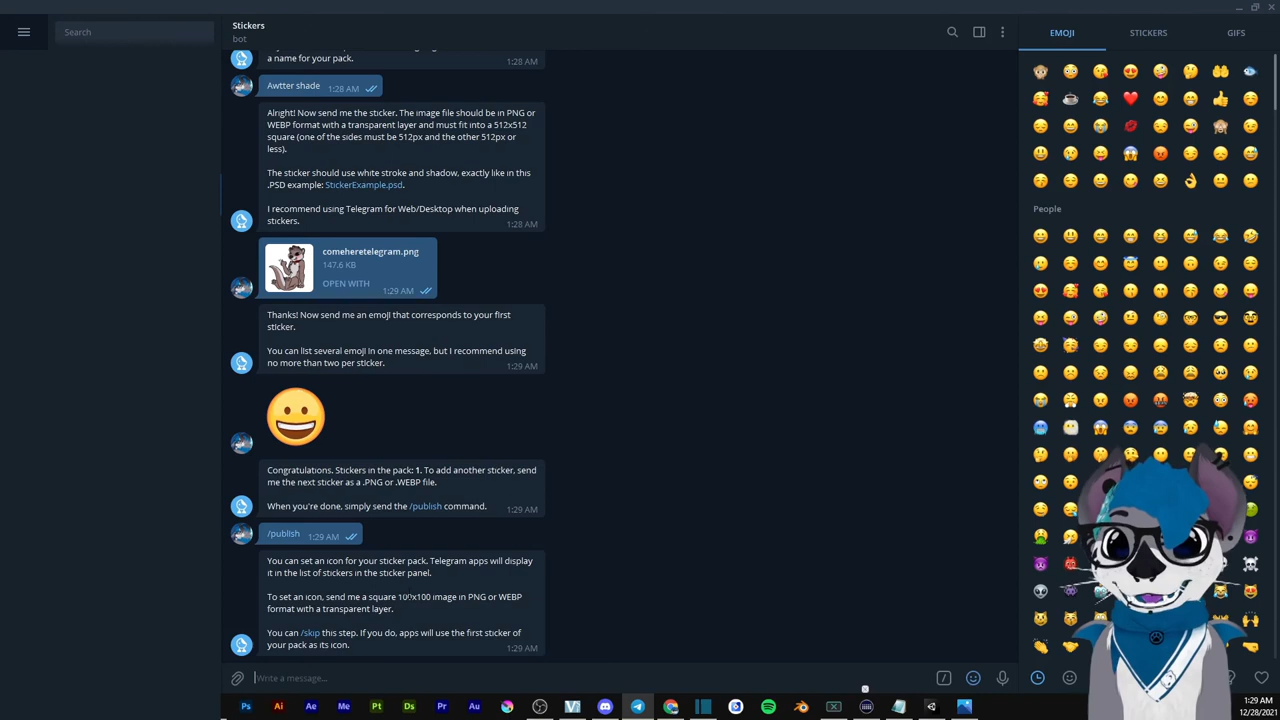 Search
Stickers
bot
a name for your pack.
1:28 AM
Awtter shade
1:28 AM
Alright! Now send me the sticker. The image file should be in PNG or
WEBP format with a transparent layer and must fit into a 512x512
square (one of the sides must be 512px and the other 512px or
less).
The sticker should use white stroke and shadow, exactly like in this
.PSD example: StickerExample.psd.
I recommend using Telegram for Web/Desktop when uploading
stickers.
1:28 AM
comeheretelegram.png
147.6 KB
OPEN WITH
1:29 AM
Thanks! Now send me an emoji that corresponds to your first
sticker.
You can list several emoji in one message, but I recommend using
no more than two per sticker.
1:29 AM
Congratulations. Stickers in the pack: 1. To add another sticker, send
me the next sticker as a .PNG or .WEBP file.
When you're done, simply send the /publish command.
1:29 AM
/publish
1:29 AM
You can set an icon for your sticker pack. Telegram apps will display
it in the list of stickers in the sticker panel.
To set an icon, send me a square 100x100 image in PNG or WEBP
format with a transparent layer.
You can /skip this step. If you do, apps will use the first sticker of
your pack as its icon.
1:29 AM
Write a message...
EMOJI
STICKERS
GIFS
People
Ps
Ai
Ae
Me
Pt
Ds
Pr
Au
1:29 AM
12/28/2021